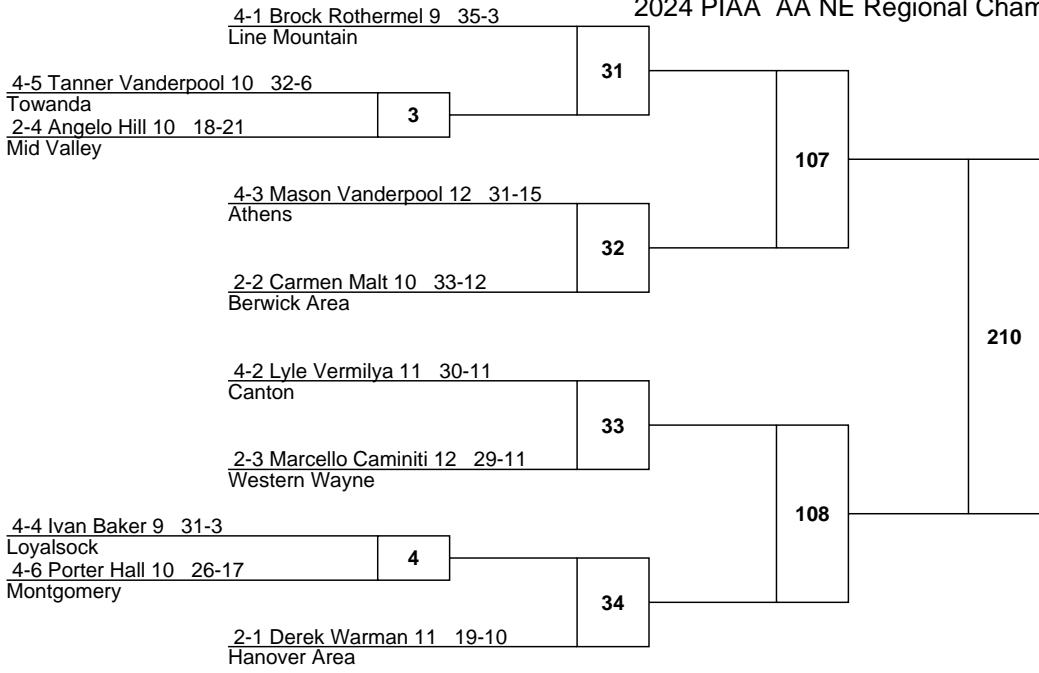 2024 PIAA AA NE Regional Cham
4-1 Brock Rothermel 9 35-3
Line Mountain
31
4-5 Tanner Vanderpool 10 32-6
Towanda
3
2-4 Angelo Hill 10 18-21
Mid Valley
107
4-3 Mason Vanderpool 12 31-15
Athens
32
2-2 Carmen Malt 10 33-12
Berwick Area
210
4-2 Lyle Vermilya 11 30-11
Canton
33
2-3 Marcello Caminiti 12 29-11
Western Wayne
108
4-4 Ivan Baker 9 31-3
Loyalsock
4
4-6 Porter Hall 10 26-17
Montgomery
34
2-1 Derek Warman 11 19-10
Hanover Area